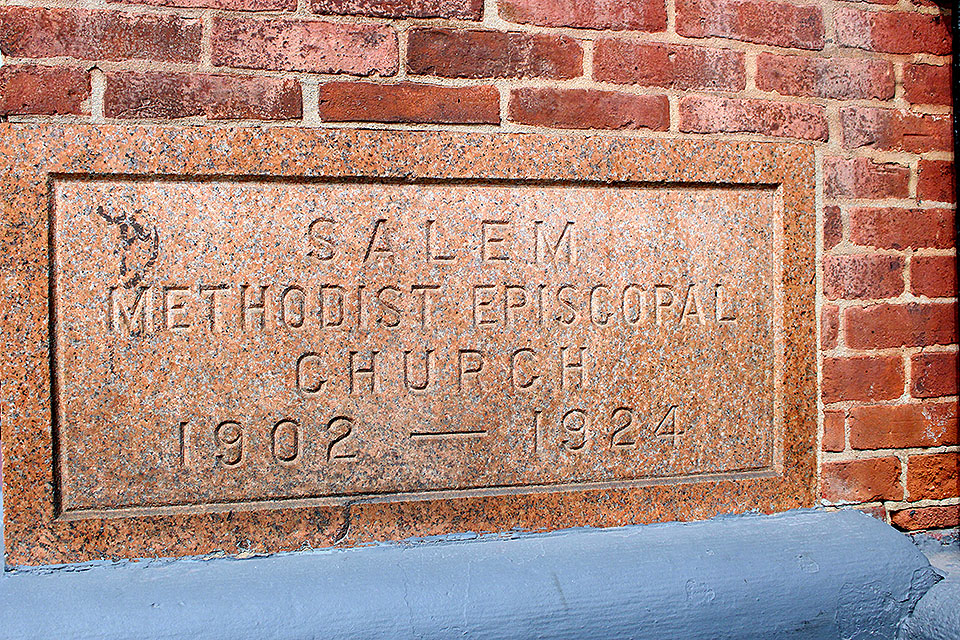 SALEM
METHODIST EPISCOPAL
CHURCH
1902 — 1924